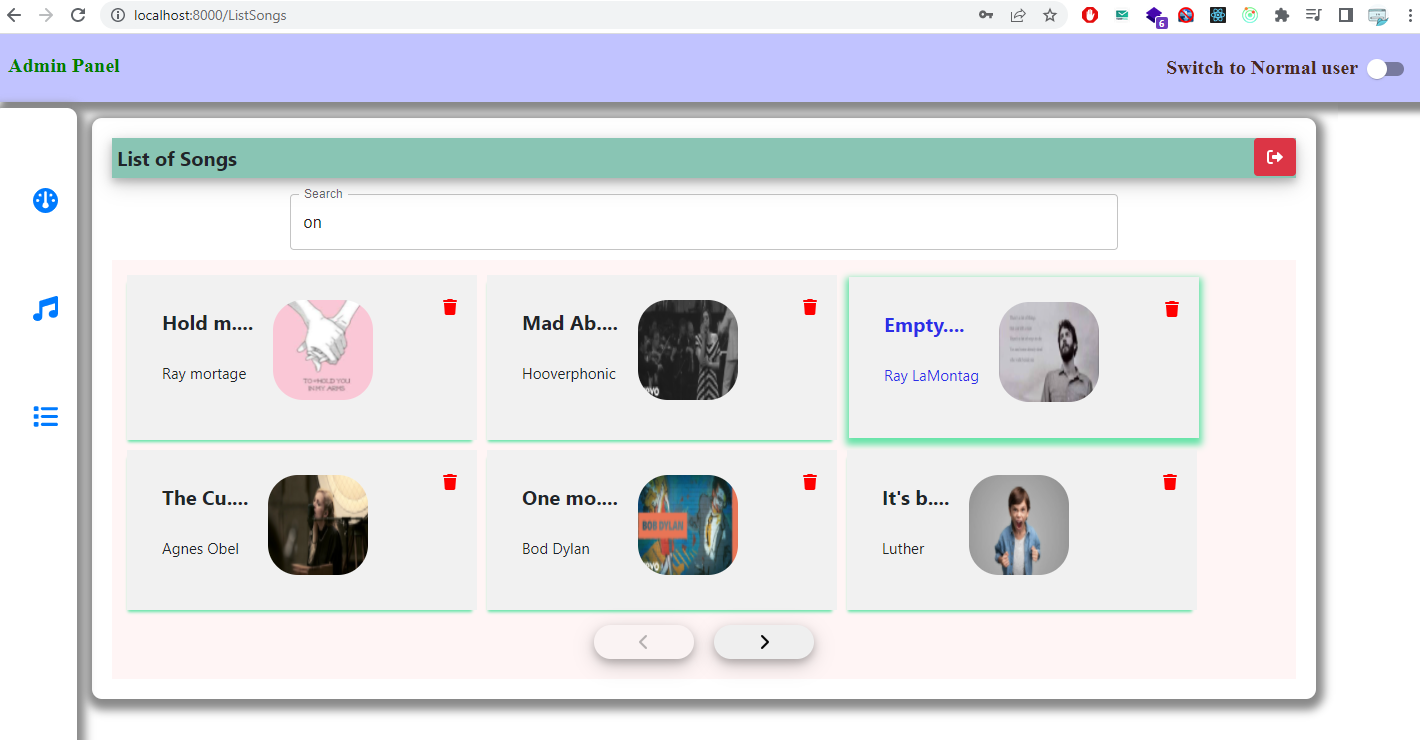 localhost:8000/ListSongs
6
Admin Panel
Switch to Normal user
List of Songs
Search
on
Hold m....
Ray mortage
TO HOLD YOU
IN MY ARMS
Mad Ab....
Hooverphonic
Empty....
Ray LaMontag
The Cu....
Agnes Obel
One mo....
Bod Dylan
BOB DYLAN
It's b....
Luther